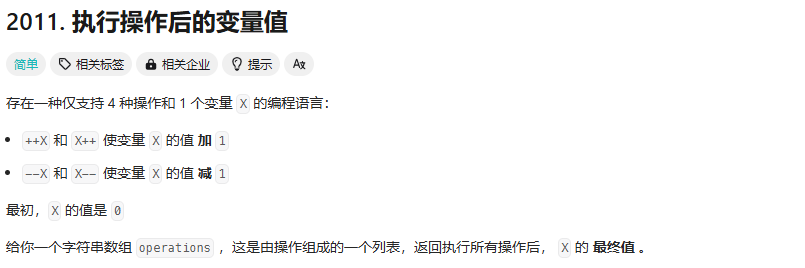 2011. 执行操作后的变量值
简单 相关标签 相关企业 提示 A文
存在一种仅支持 4 种操作和 1 个变量 X 的编程语言：
++X 和 X++ 使变量 X 的值 加 1
--X 和 X-- 使变量 X 的值 减 1
最初，X 的值是 0
给你一个字符串数组 operations ，这是由操作组成的一个列表，返回执行所有操作后， X 的 最终值 。